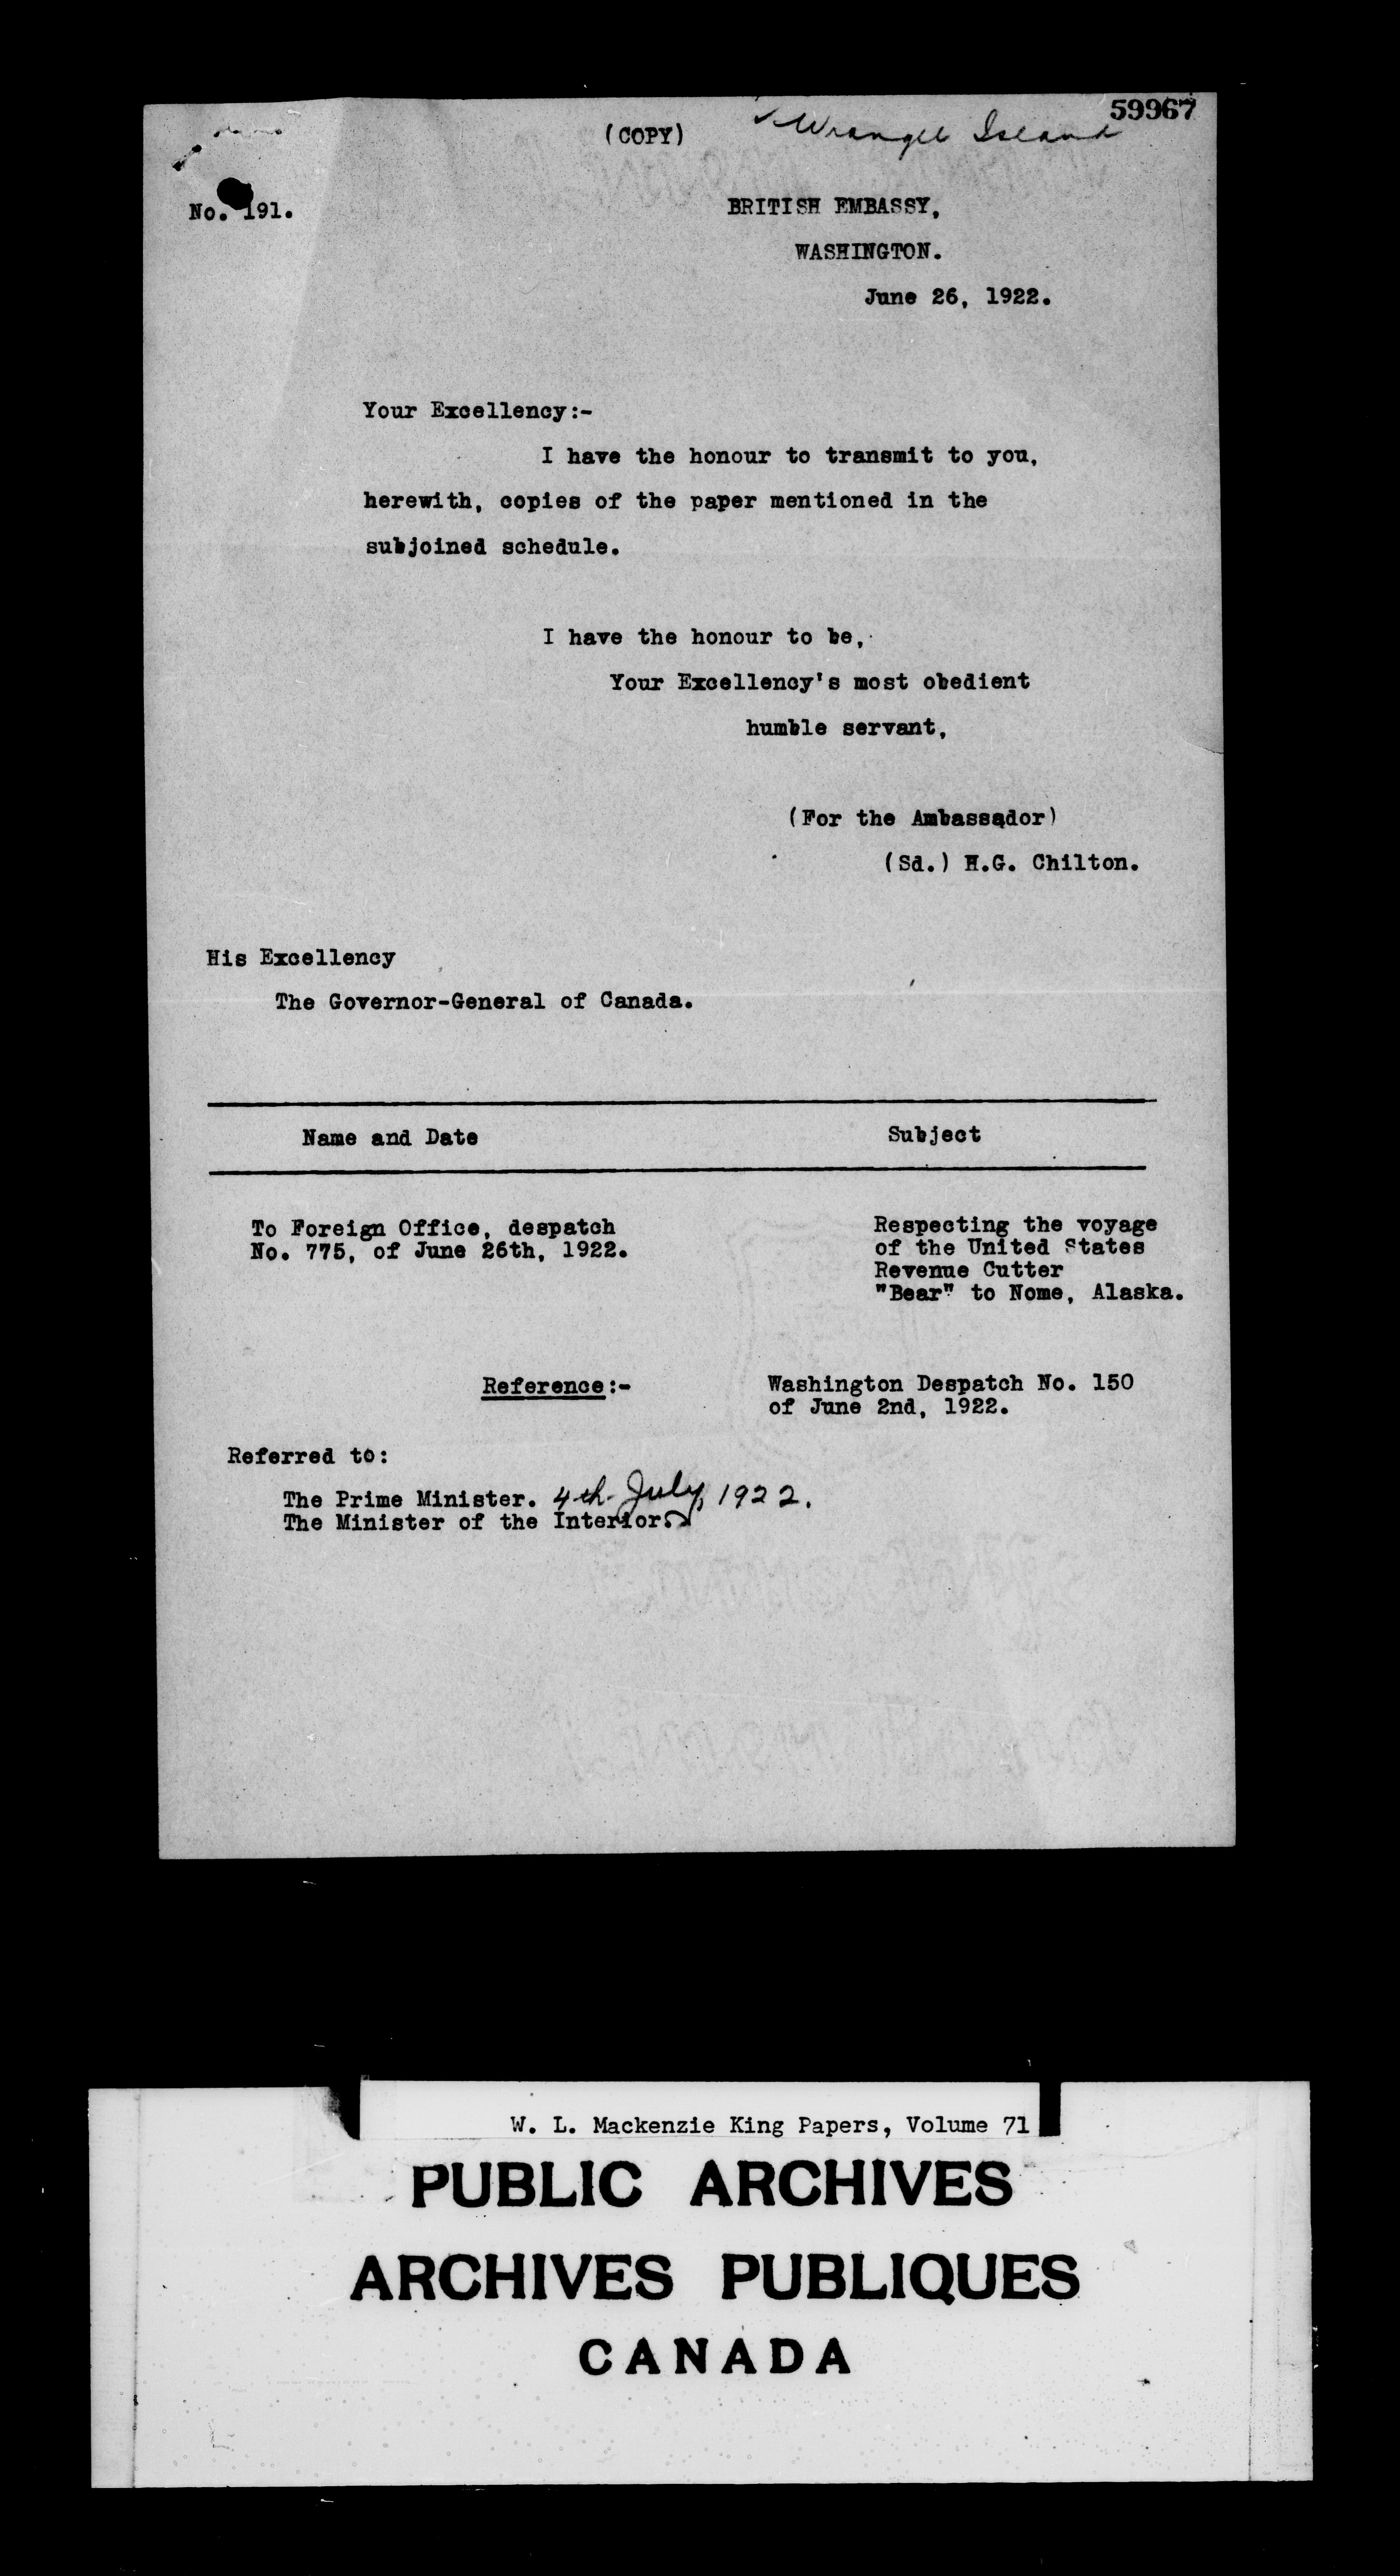 59967
(COPY) Wrangel Island
No. 191.
BRITISH EMBASSY,
WASHINGTON.
June 26, 1922.
Your Excellency:-
I have the honour to transmit to you,
herewith, copies of the paper mentioned in the
subjoined schedule.
I have the honour to be,
Your Excellency's most obedient
humble servant,
(For the Ambassador)
(Sd.) H.G. Chilton.
His Excellency
The Governor-General of Canada.
Name and Date Subject
To Foreign Office, despatch
No. 775, of June 26th, 1922.
Respecting the voyage
of the United States
Revenue Cutter
"Bear" to Nome, Alaska.
Reference:-
Washington Despatch No. 150
of June 2nd, 1922.
Referred to:
The Prime Minister. 4th July, 1922.
The Minister of the Interior.
W. L. Mackenzie King Papers, Volume 71
PUBLIC ARCHIVES
ARCHIVES PUBLIQUES
CANADA